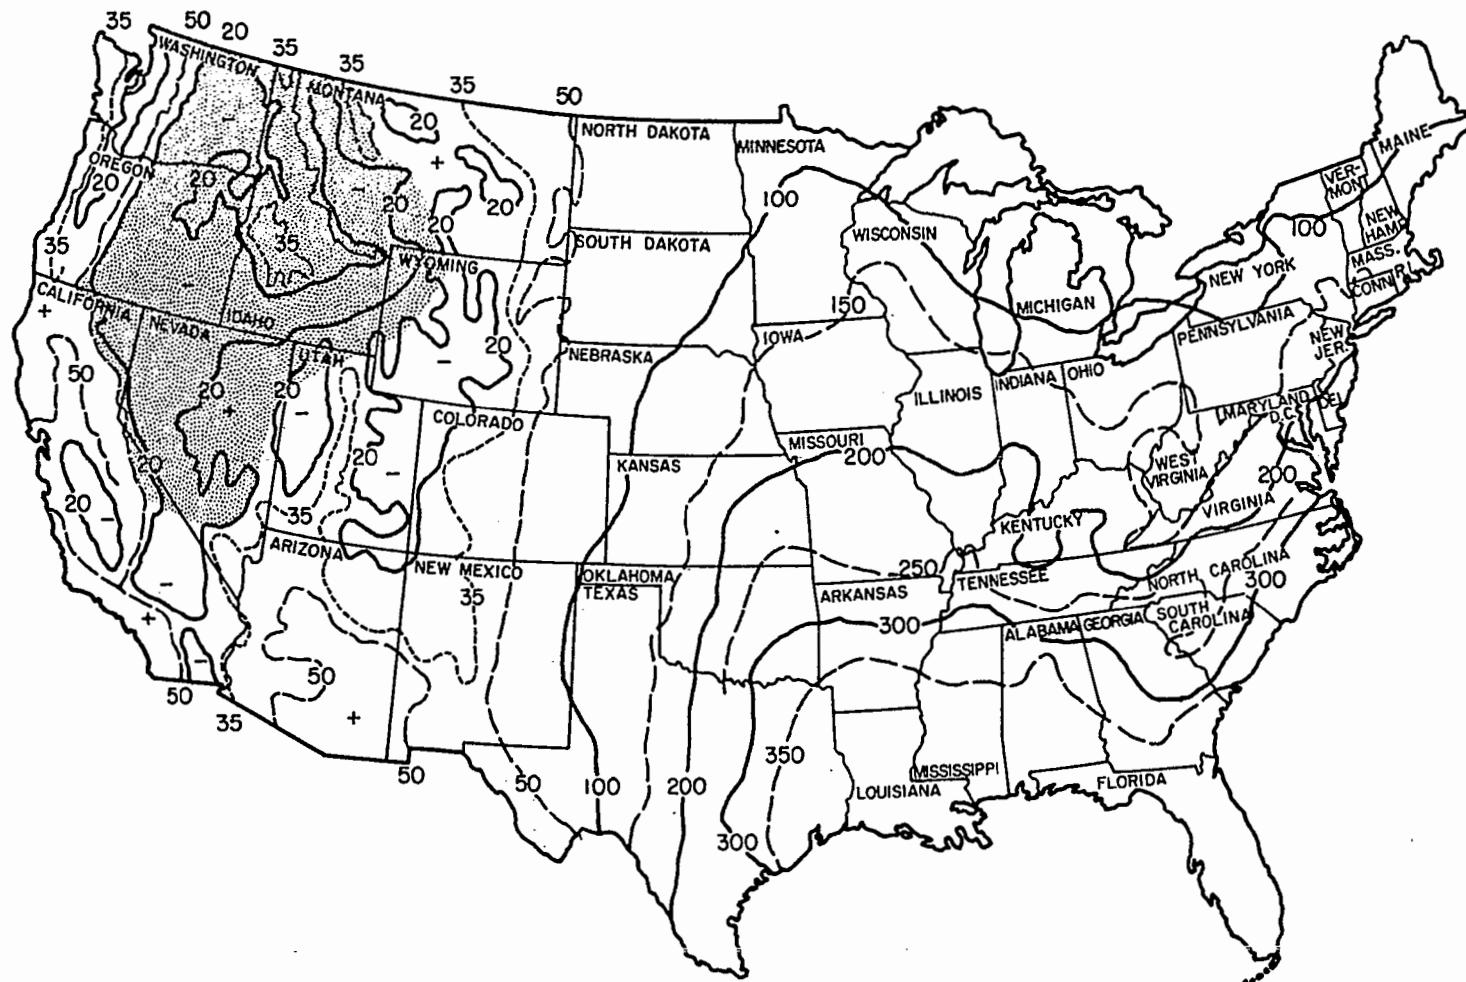 35 50 20 35 35 35 50
WASHINGTON
MONTANA
20
+
-
NORTH DAKOTA
MINNESOTA
MAINE
OREGON
20
20
-
20
20
20
VER-
MONT
100
35
35
SOUTH DAKOTA
WISCONSIN
NEW
HAMP
100
WYOMING
MASS.
R.I.
CONN
NEW YORK
CALIFORNIA
+
NEVADA
IDAHO
-
MICHIGAN
150
IOWA
PENNSYLVANIA
NEW
JER.
UTAH
20
-
NEBRASKA
50
20
+
20
-
INDIANA
OHIO
ILLINOIS
MARYLAND
D.C.
DEL
COLORADO
MISSOURI
200
20
20
-
KANSAS
WEST
VIRGINIA
200
VIRGINIA
20
-
35
KENTUCKY
ARIZONA
NEW MEXICO
OKLAHOMA
TEXAS
35
250
TENNESSEE
NORTH CAROLINA
300
-
ARKANSAS
300
ALABAMA
GEORGIA
SOUTH
CAROLINA
+
-
50
50
35
+
50
50
100
200
350
MISSISSIPPI
LOUISIANA
FLORIDA
300